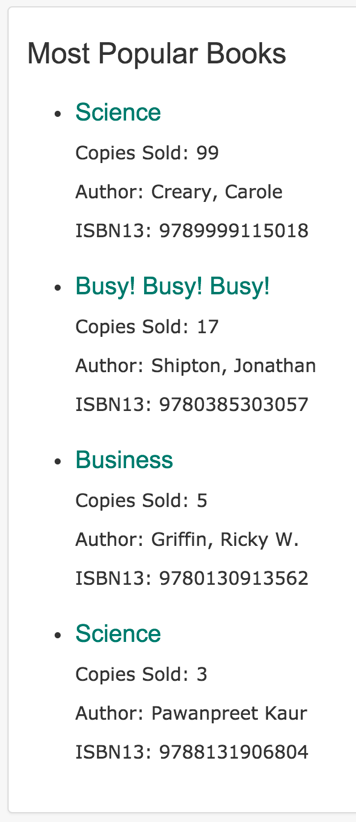 Most Popular Books
Science
Copies Sold: 99
Author: Creary, Carole
ISBN13: 9789999115018
Busy! Busy! Busy!
Copies Sold: 17
Author: Shipton, Jonathan
ISBN13: 9780385303057
Business
Copies Sold: 5
Author: Griffin, Ricky W.
ISBN13: 9780130913562
Science
Copies Sold: 3
Author: Pawanpreet Kaur
ISBN13: 9788131906804